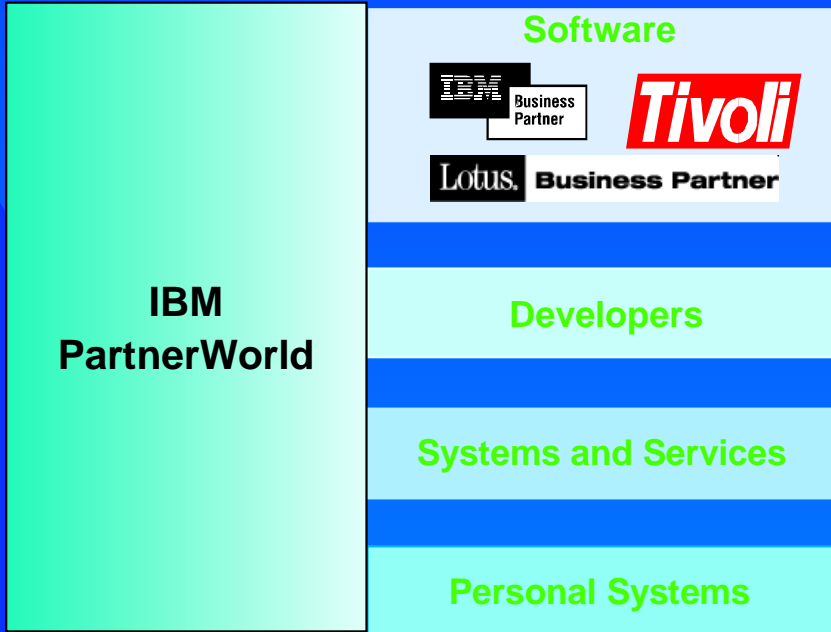 IBM
PartnerWorld
Software
IBM
Business
Partner
Tivoli
Lotus. Business Partner
Developers
Systems and Services
Personal Systems